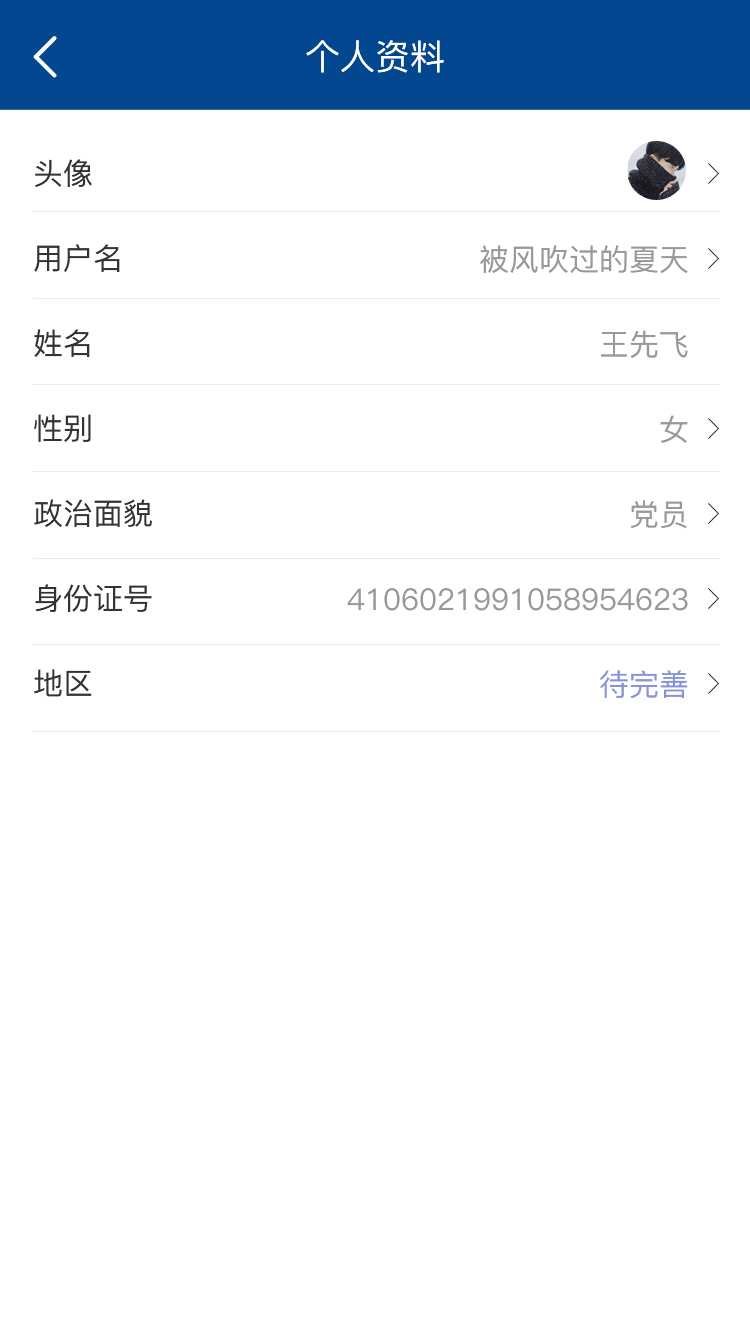 个人资料
头像
用户名 被风吹过的夏天
姓名 王先飞
性别 女
政治面貌 党员
身份证号 4106021991058954623
地区 待完善